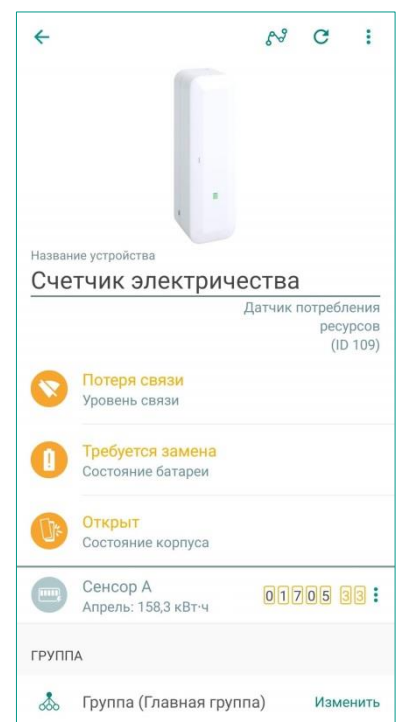 Название устройства
Счетчик электричества
Датчик потребления
ресурсов
(ID 109)
Потеря связи
Уровень связи
Требуется замена
Состояние батареи
Открыт
Состояние корпуса
Сенсор А
Апрель: 158,3 кВт·ч
01705 33
ГРУППА
Группа (Главная группа) Изменить